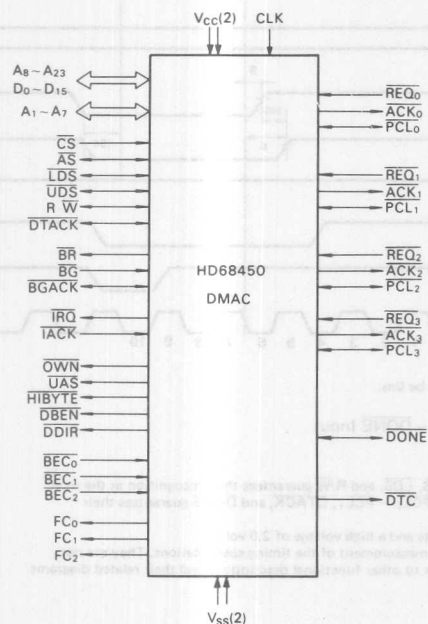 VCC(2) CLK
A8 ~ A23
D0 ~ D15
A1 ~ A7
CS
AS
LDS
UDS
R W
DTACK
BR
BG
BGACK
IRQ
IACK
OWN
UAS
HIBYTE
DBEN
DDIR
BEC0
BEC1
BEC2
FC0
FC1
FC2
HD68450
DMAC
REQ0
ACK0
PCL0
REQ1
ACK1
PCL1
REQ2
ACK2
PCL2
REQ3
ACK3
PCL3
DONE
DTC
VSS(2)